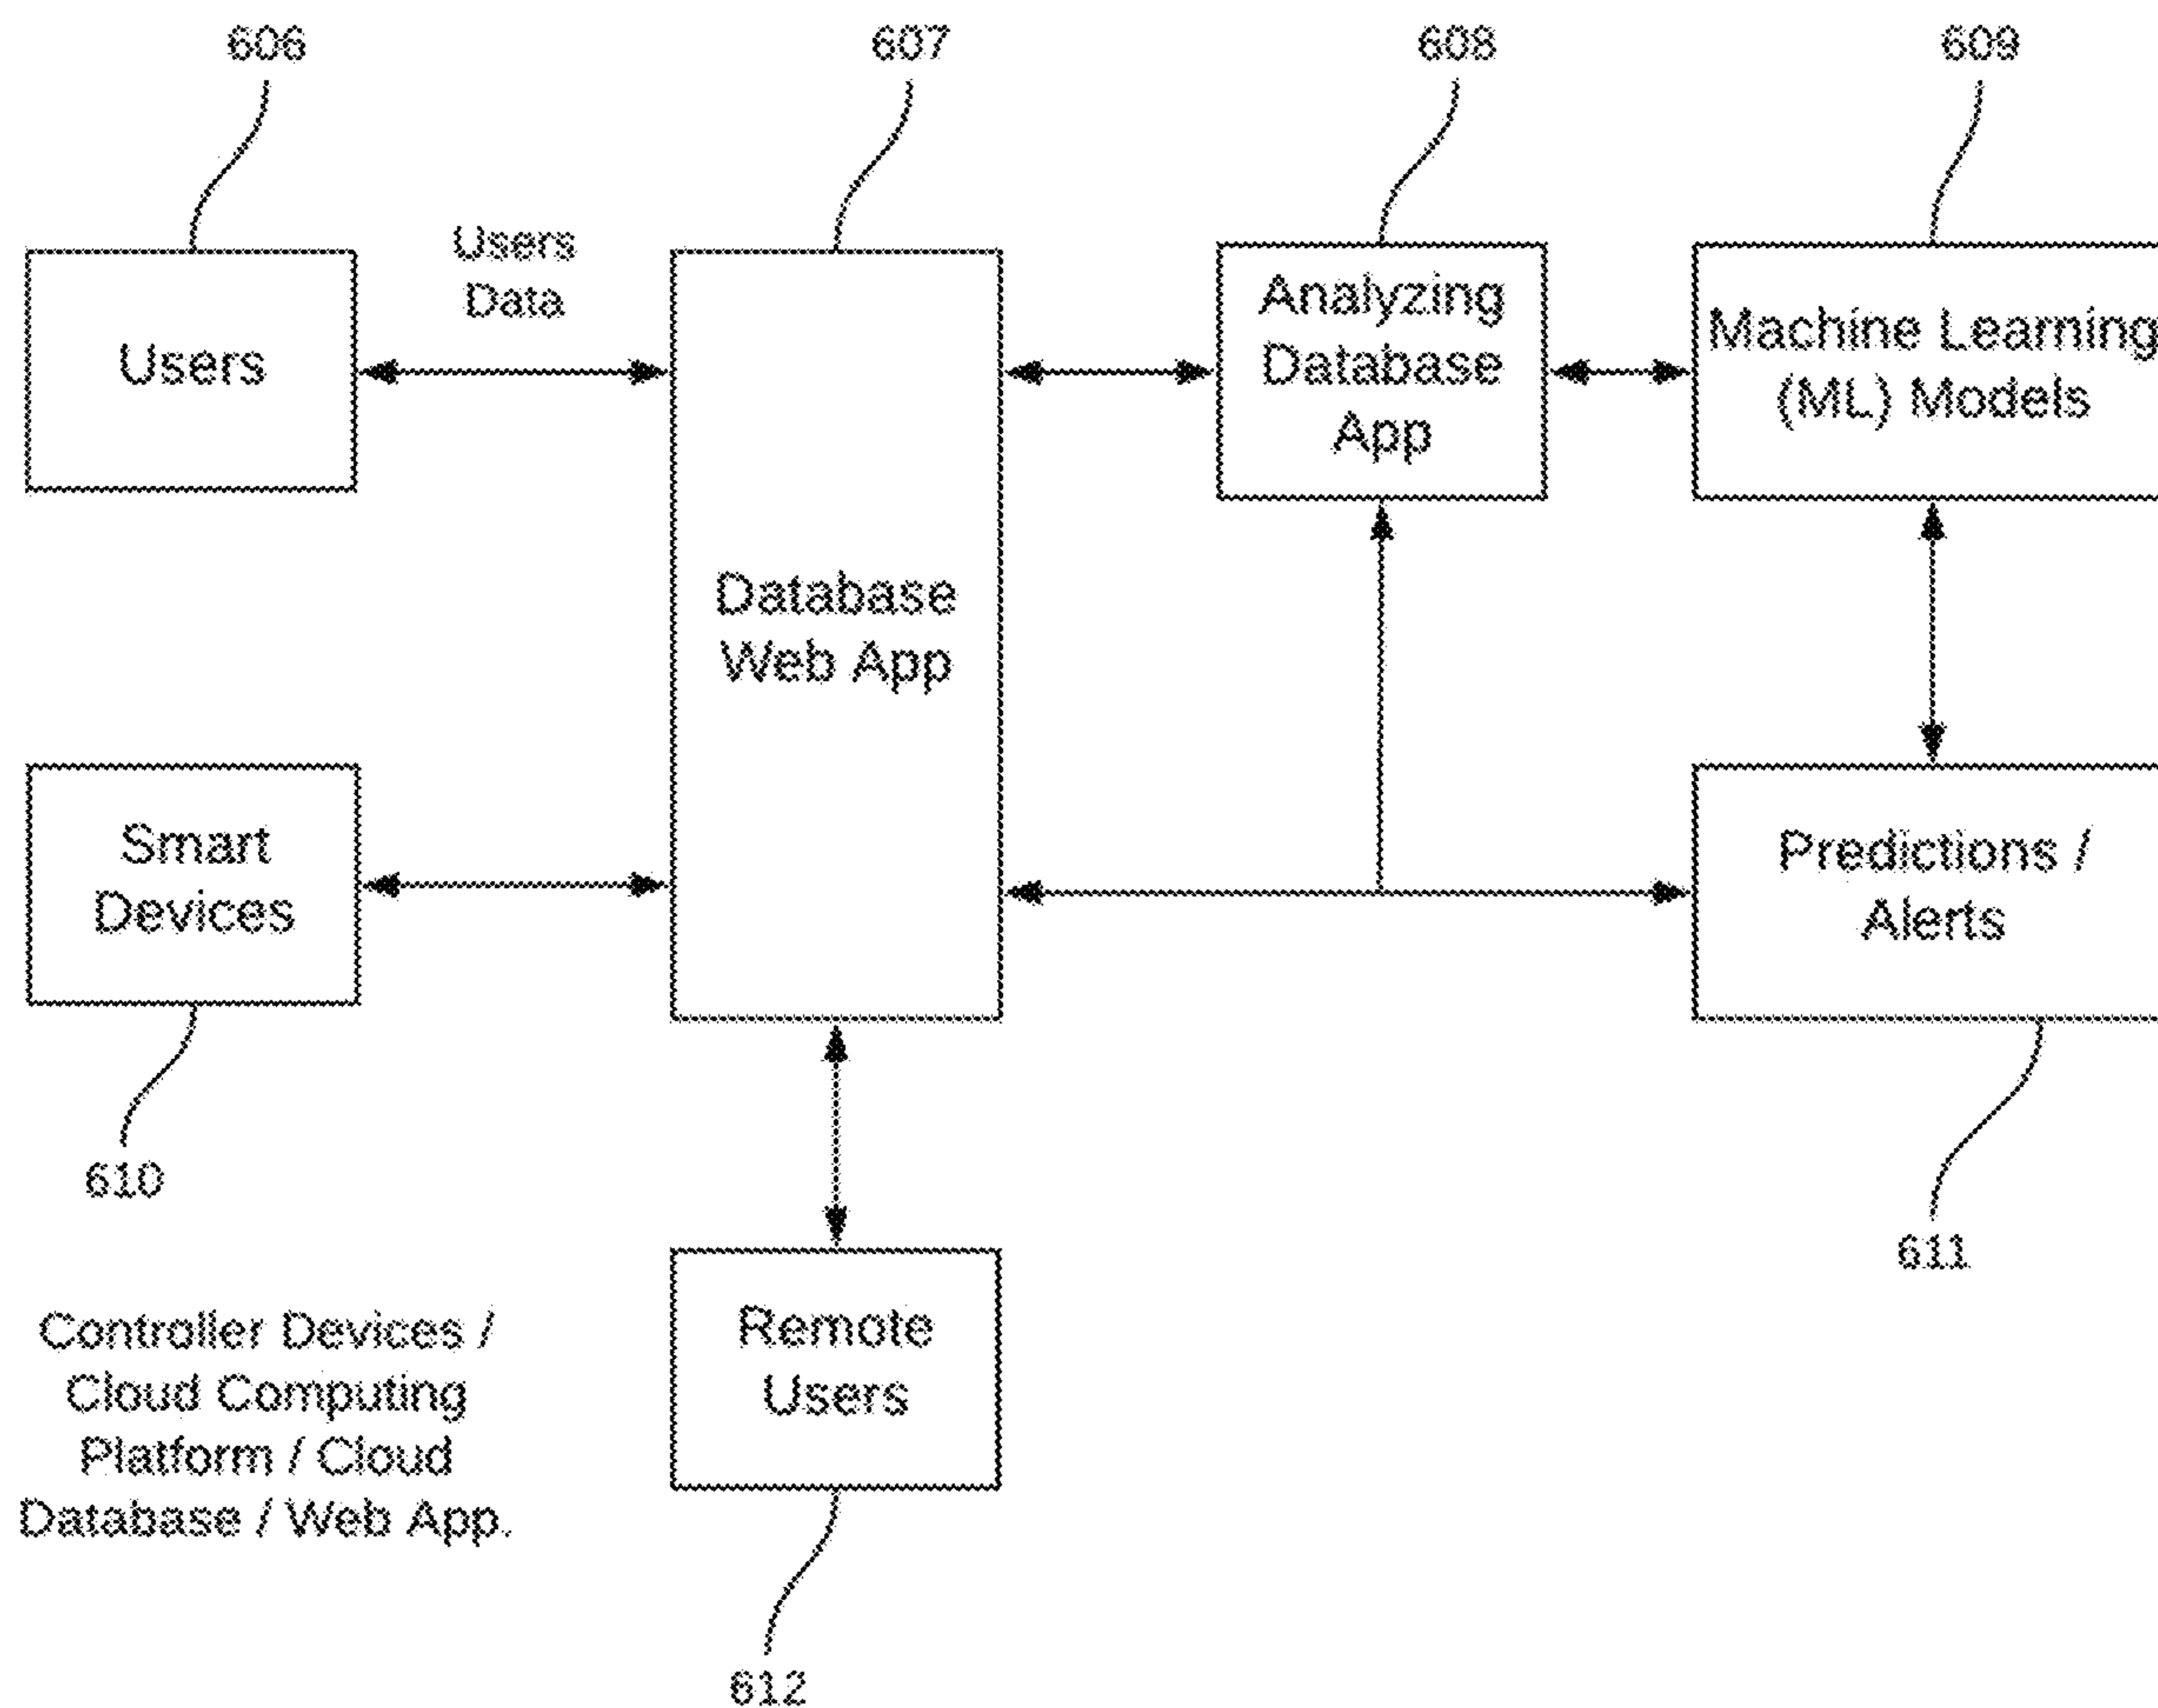 606
607
608
609
Users
Data
Users
Analyzing
Database
App
Machine Learning
(ML) Models
Database
Web App
Smart
Devices
Predictions /
Alerts
610
611
Remote
Users
Controller Devices /
Cloud Computing
Platform / Cloud
Database / Web App.
612